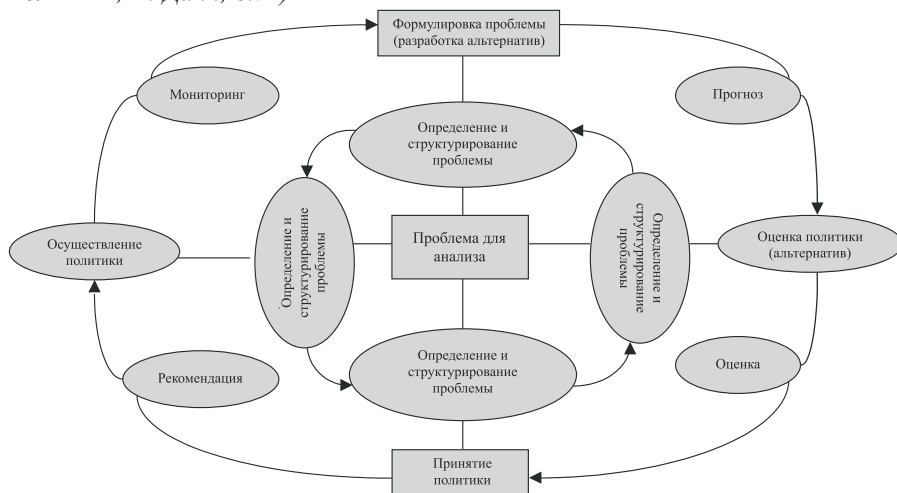 Формулировка проблемы
(разработка альтернатив)
Мониторинг
Прогноз
Определение и
структурирование
проблемы
Осуществление
политики
Определение и
структурирование
проблемы
Проблема для
анализа
Определение и
структурирование
проблемы
Оценка политики
(альтернатив)
Рекомендация
Определение и
структурирование
проблемы
Оценка
Принятие
политики